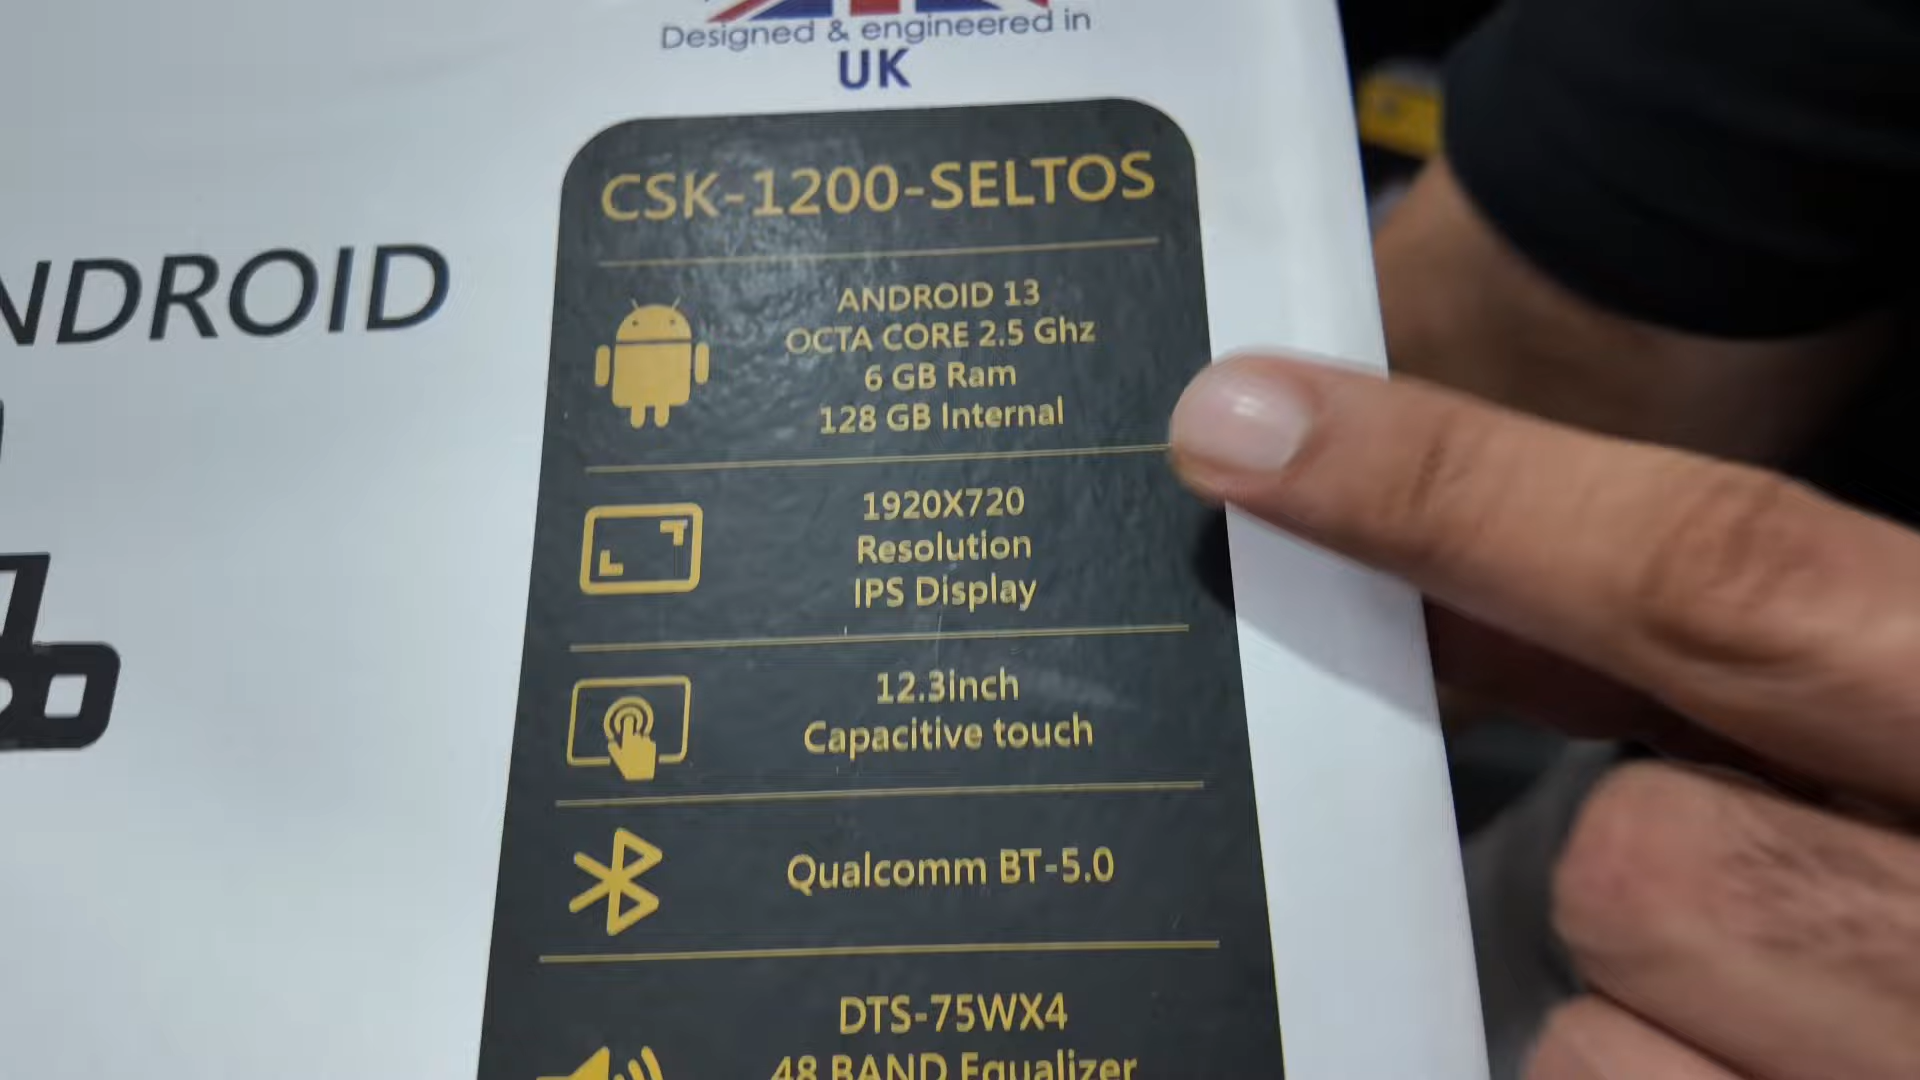 Designed & engineered in
UK
CSK-1200-SELTOS
NDROID
ANDROID 13
OCTA CORE 2.5 Ghz
6 GB Ram
128 GB Internal
1920X720
Resolution
IPS Display
12.3inch
Capacitive touch
Qualcomm BT-5.0
DTS-75WX4
48 BAND Equalizer